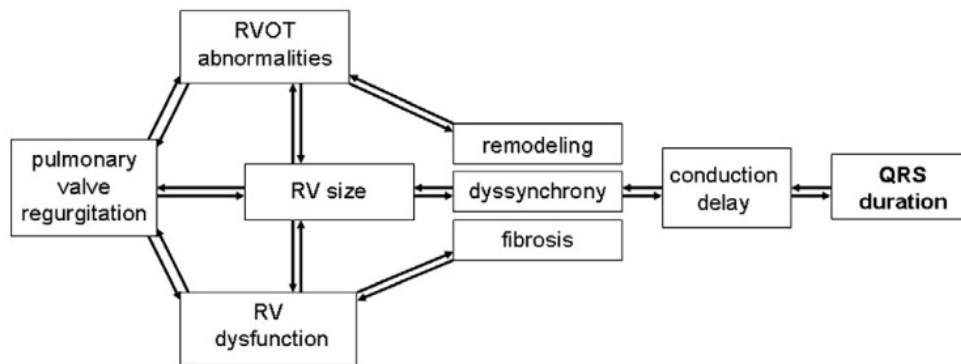 RVOT
abnormalities
pulmonary
valve
regurgitation
RV size
RV
dysfunction
remodeling
dyssynchrony
fibrosis
conduction
delay
QRS
duration